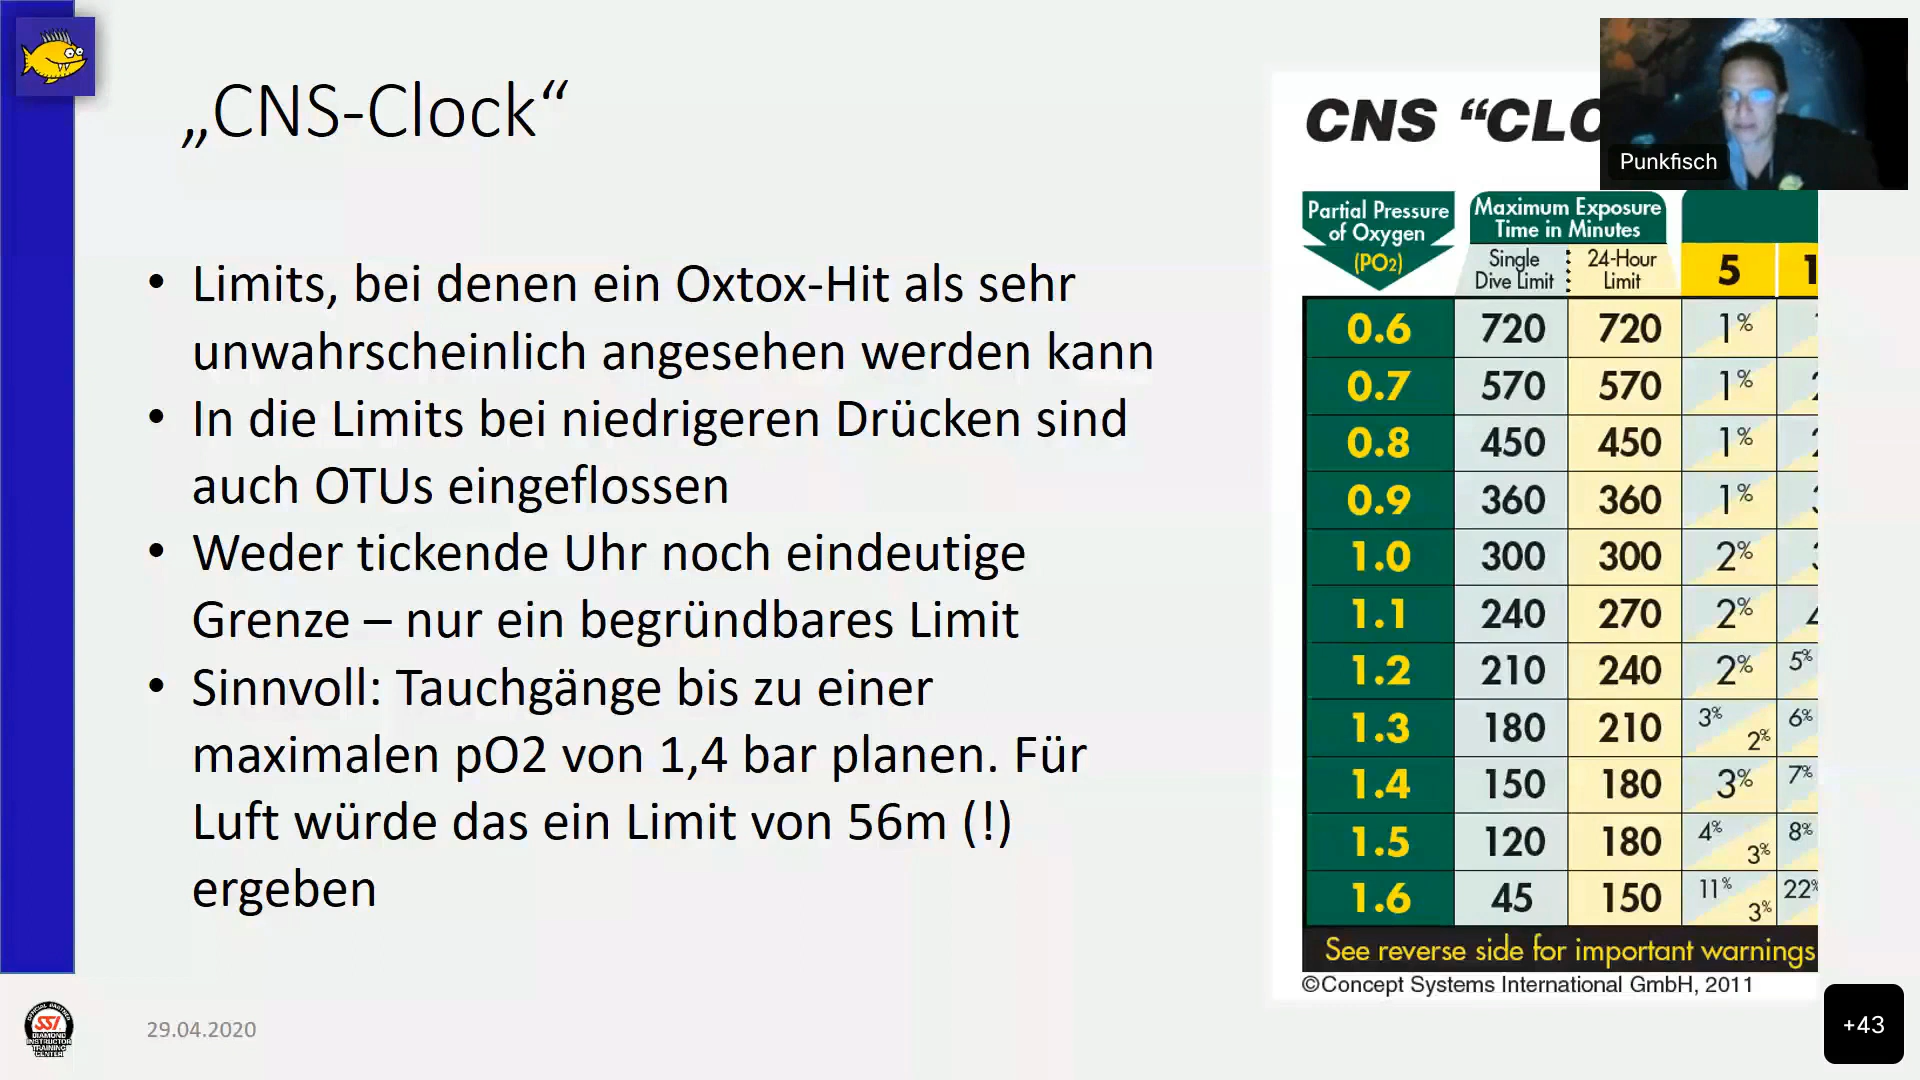 „CNS-Clock“
• Limits, bei denen ein Oxtox-Hit als sehr
unwahrscheinlich angesehen werden kann
• In die Limits bei niedrigeren Drücken sind
auch OTUs eingeflossen
• Weder tickende Uhr noch eindeutige
Grenze – nur ein begründbares Limit
• Sinnvoll: Tauchgänge bis zu einer
maximalen pO2 von 1,4 bar planen. Für
Luft würde das ein Limit von 56m (!)
ergeben
29.04.2020
SSI
DIAMOND
INSTRUCTOR
TRAINING
CENTER
CNS
Punkfisch
Partial Pressure
of Oxygen
(PO2)
Maximum Exposure
Time in Minutes
Single
Dive Limit
24-Hour
Limit
5
0.6 720 720 1%
0.7 570 570 1%
0.8 450 450 1%
0.9 360 360 1%
1.0 300 300 2%
1.1 240 270 2%
1.2 210 240 2% 5%
1.3 180 210 3% 2% 6%
1.4 150 180 3% 7%
1.5 120 180 4% 3% 8%
1.6 45 150 11% 3% 22%
See reverse side for important warnings
©Concept Systems International GmbH, 2011
+43